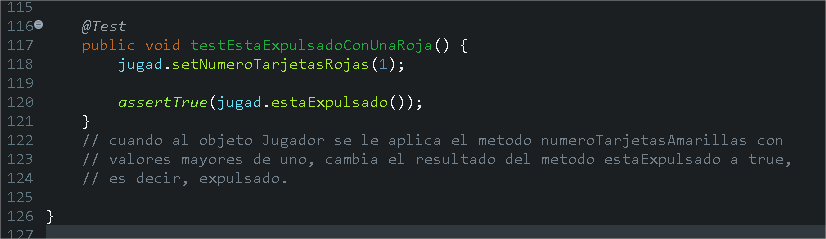 115
116 @Test
117 public void testEstaExpulsadoConUnaRoja() {
118 jugad.setNumeroTarjetasRojas(1);
119
120 assertTrue(jugad.estaExpulsado());
121 }
122 // cuando al objeto Jugador se le aplica el metodo numeroTarjetasAmarillas con
123 // valores mayores de uno, cambia el resultado del metodo estaExpulsado a true,
124 // es decir, expulsado.
125
126 }
127